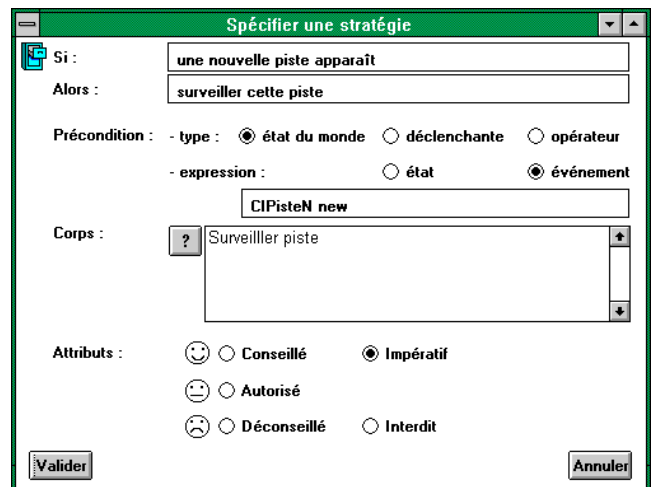 Spécifier une stratégie
Si :
une nouvelle piste apparaît
Alors :
surveiller cette piste
Précondition : - type : état du monde déclenchante opérateur
- expression : état événement
CIPisteN new
Corps : ? Surveilller piste
Attributs : Conseillé Impératif
Autorisé
Déconseillé Interdit
Valider Annuler